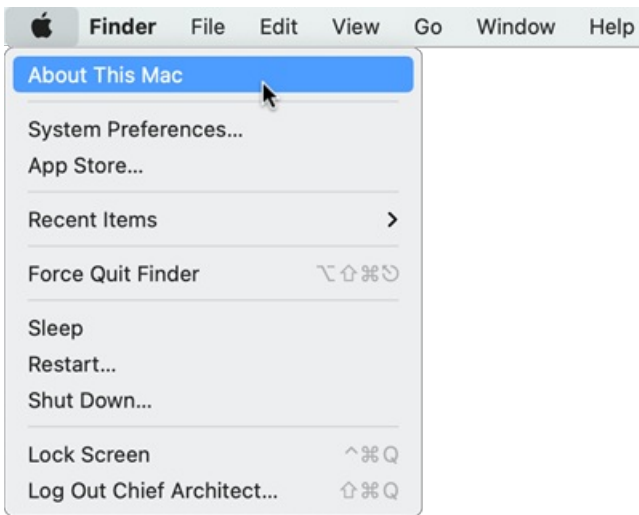 Finder File Edit View Go Window Help
About This Mac
System Preferences...
App Store...
Recent Items
Force Quit Finder ⌥⇧⌘⎋
Sleep
Restart...
Shut Down...
Lock Screen ^⌘Q
Log Out Chief Architect... ⇧⌘Q